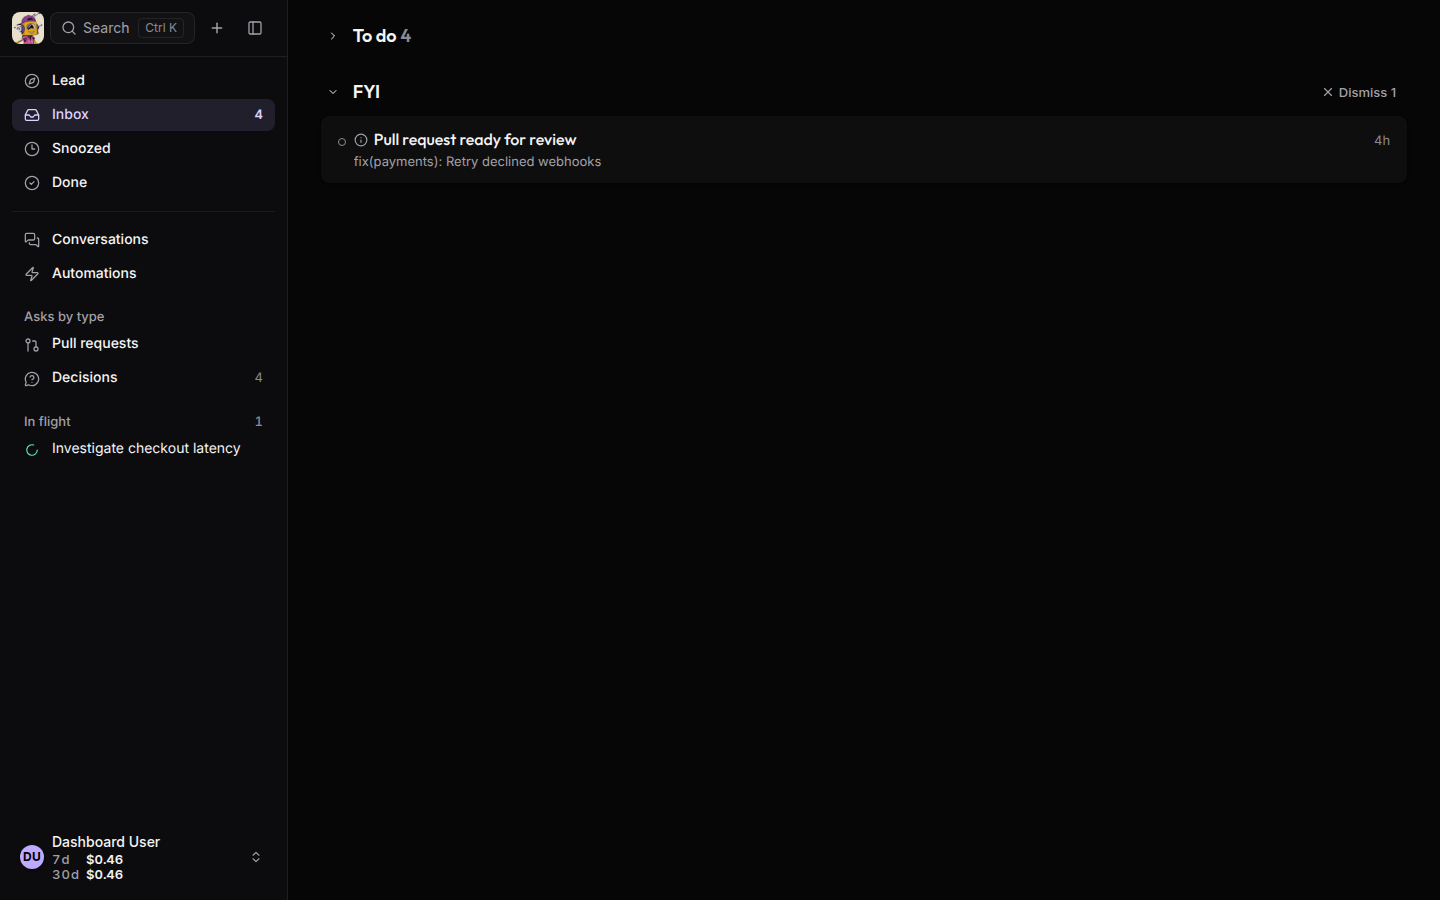 Search Ctrl K
Lead
Inbox 4
Snoozed
Done
Conversations
Automations
Asks by type
Pull requests
Decisions 4
In flight 1
Investigate checkout latency
DU
Dashboard User
7d $0.46
30d $0.46
To do 4
FYI
Dismiss 1
Pull request ready for review
4h
fix(payments): Retry declined webhooks